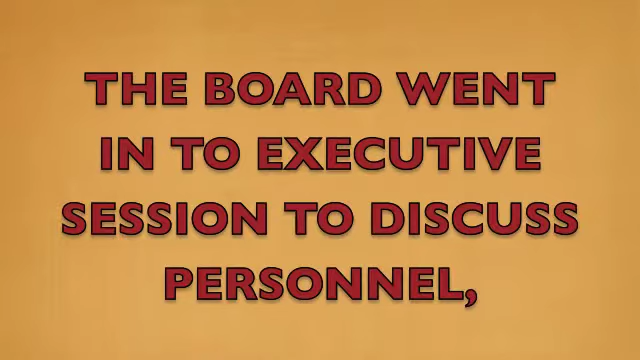 THE BOARD WENT
IN TO EXECUTIVE
SESSION TO DISCUSS
PERSONNEL,